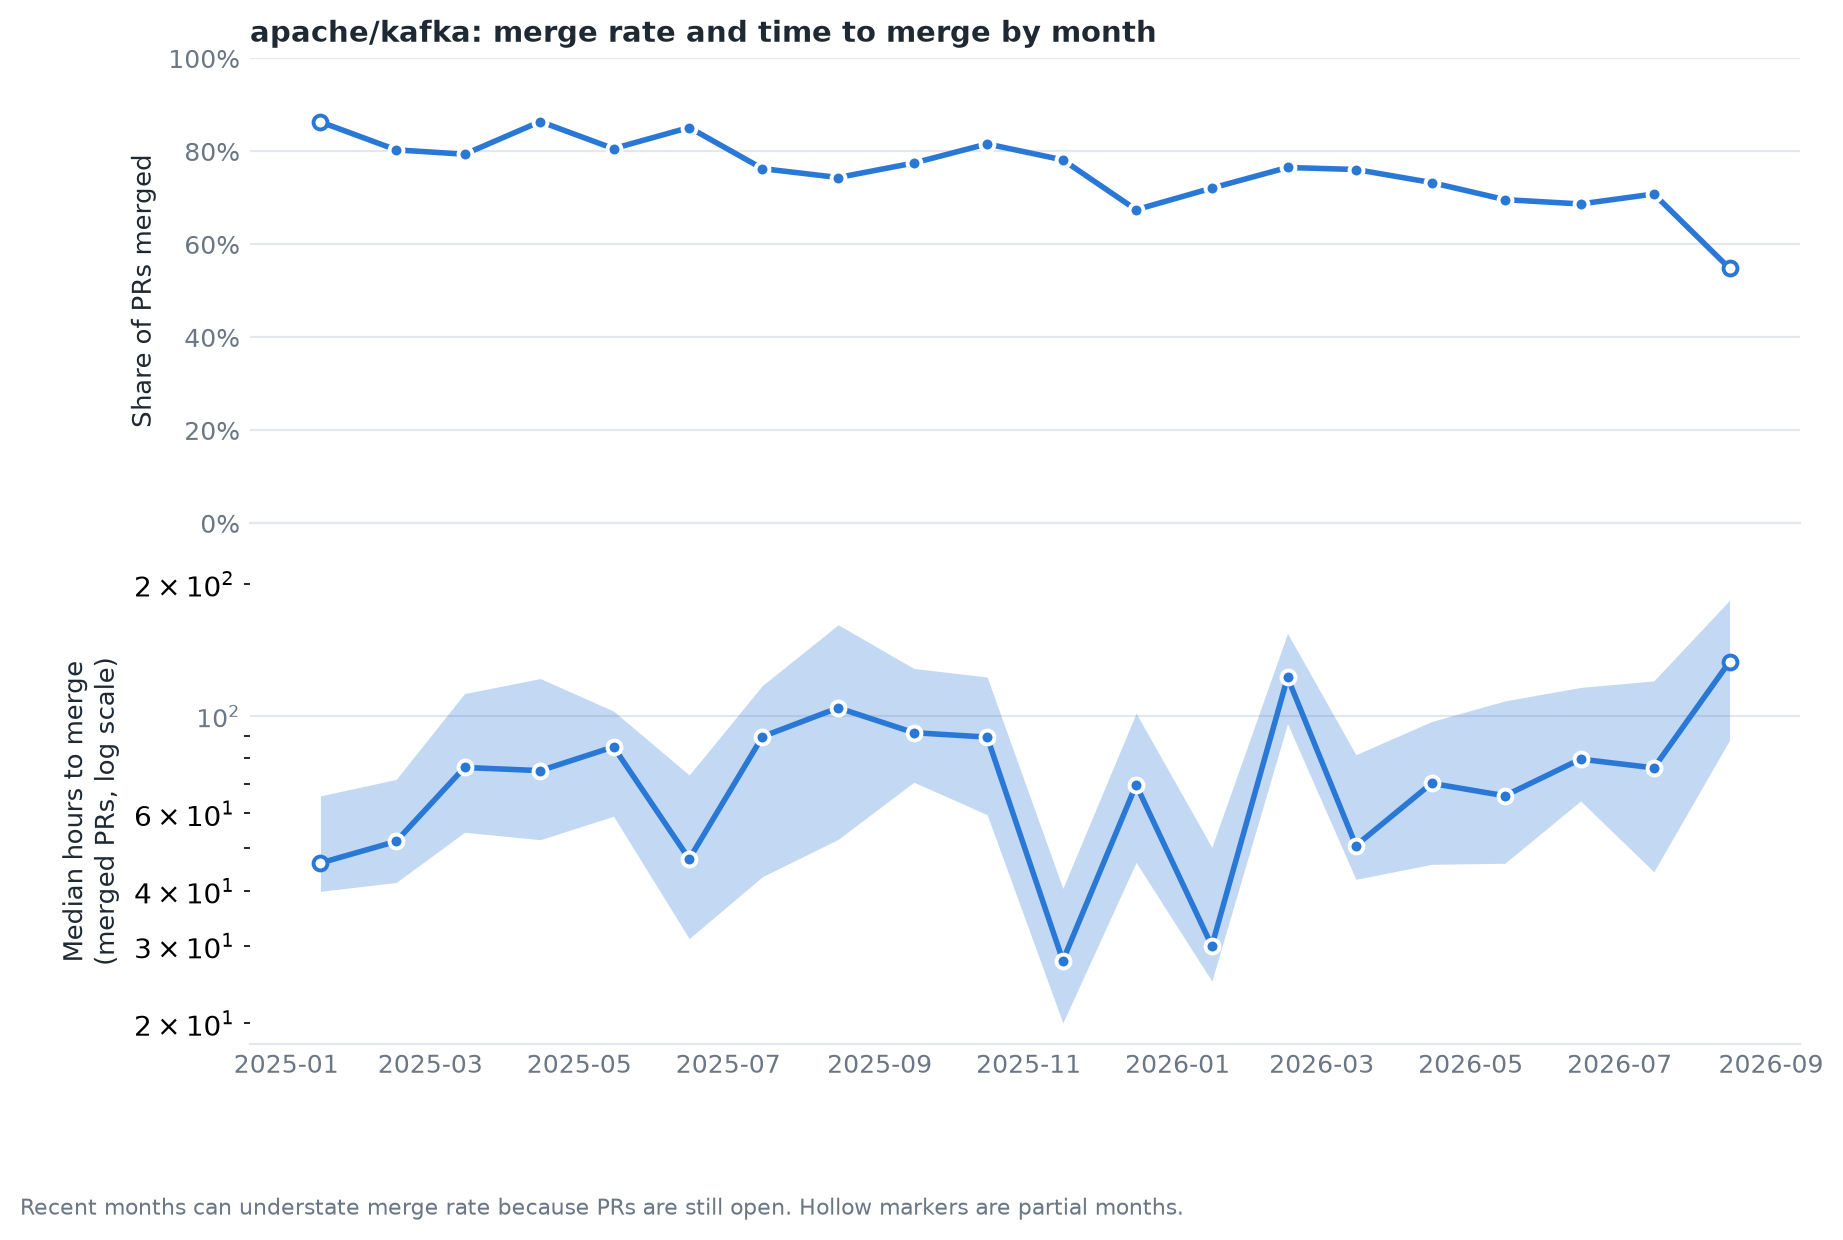 apache/kafka: merge rate and time to merge by month
100%
80%
60%
40%
20%
0%
Share of PRs merged
2 × 10²
10²
6 × 10¹
4 × 10¹
3 × 10¹
2 × 10¹
Median hours to merge
(merged PRs, log scale)
2025-01 2025-03 2025-05 2025-07 2025-09 2025-11 2026-01 2026-03 2026-05 2026-07 2026-09
Recent months can understate merge rate because PRs are still open. Hollow markers are partial months.